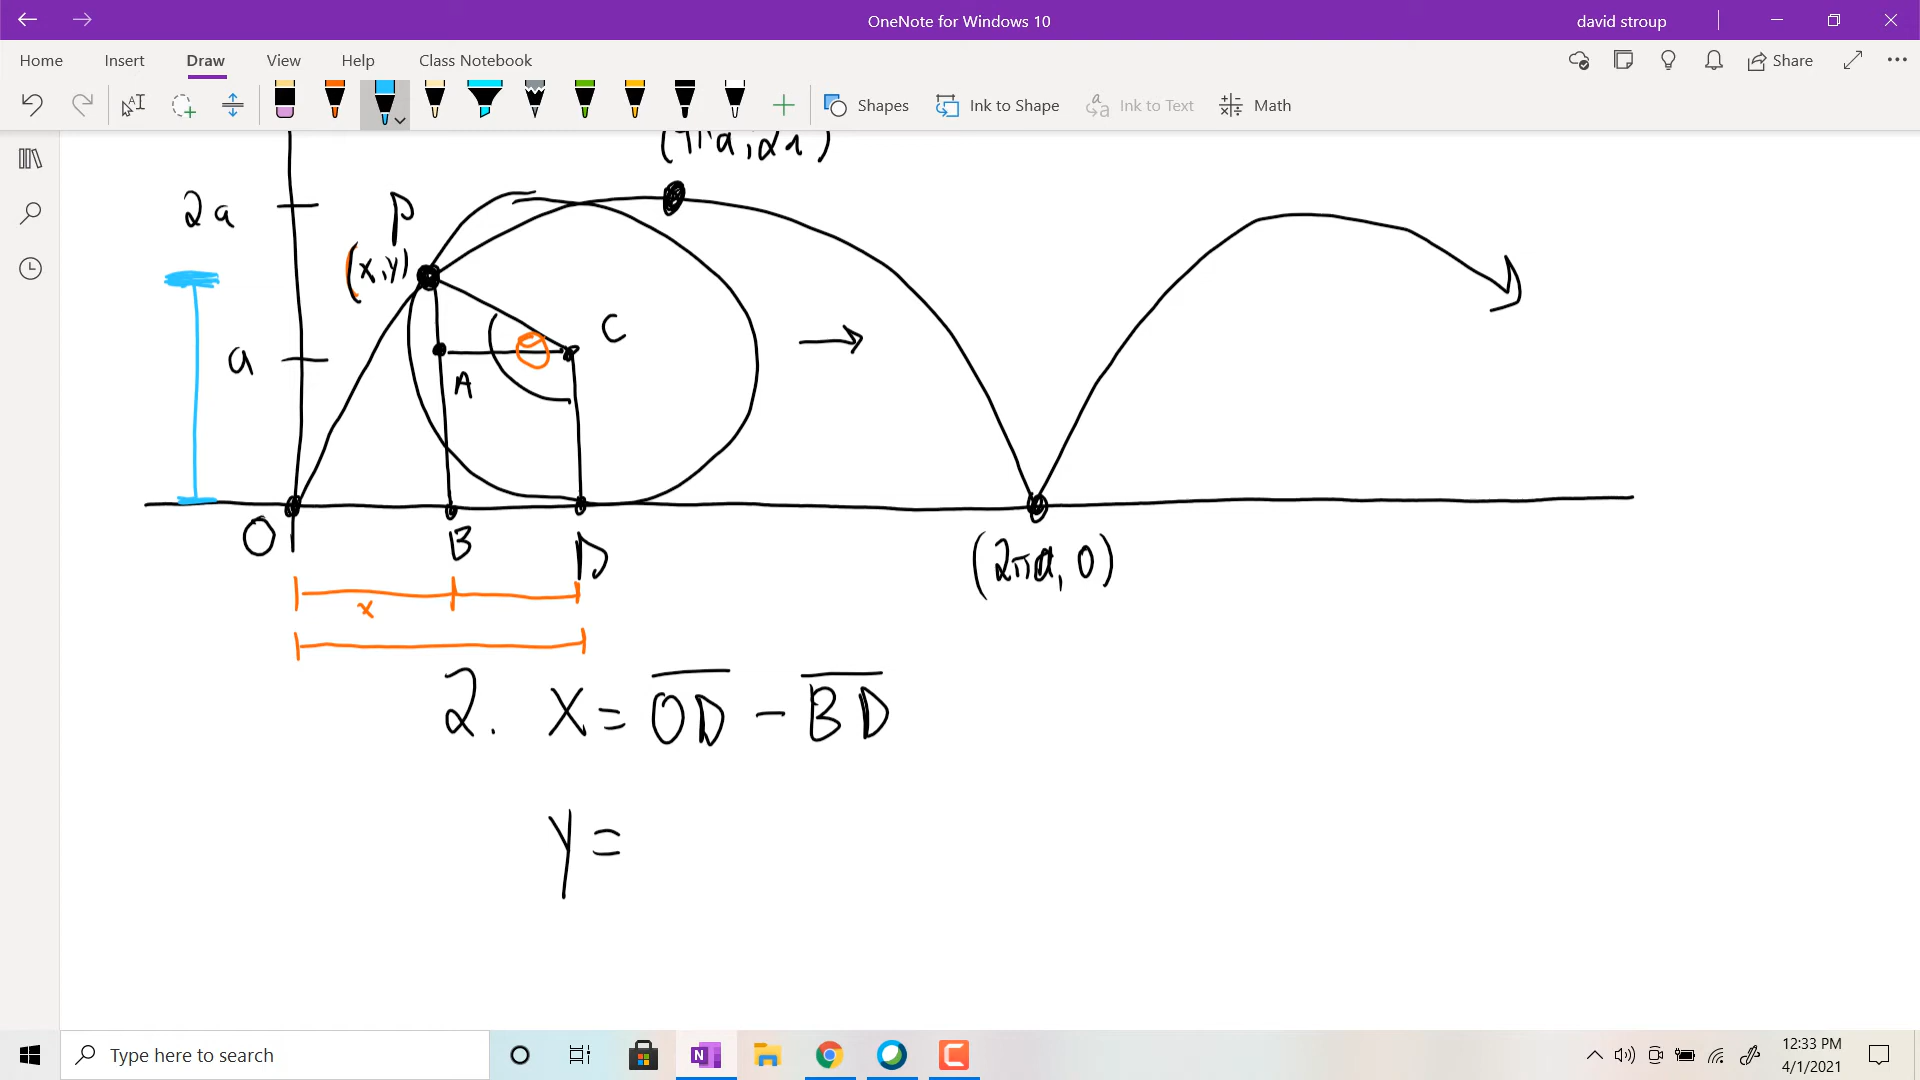 OneNote for Windows 10
david stroup
Home Insert Draw View Help Class Notebook
Share
Shapes Ink to Shape Ink to Text Math
(π a, 2a)
2a
P
(x,y)
C
θ
a
A
O
B
D
(2πa, 0)
x
2. X = OD − BD
y =
Type here to search
12:33 PM
4/1/2021